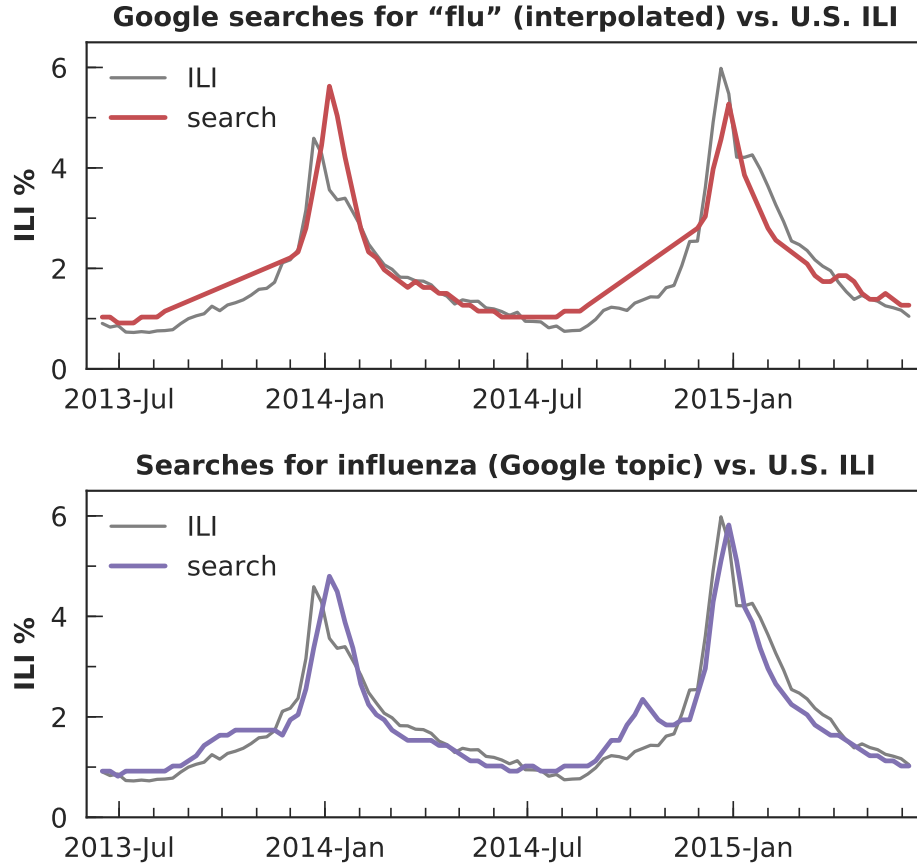 Google searches for “flu” (interpolated) vs. U.S. ILI
ILI %
6
4
2
0
ILI
search
2013-Jul 2014-Jan 2014-Jul 2015-Jan
Searches for influenza (Google topic) vs. U.S. ILI
ILI %
6
4
2
0
ILI
search
2013-Jul 2014-Jan 2014-Jul 2015-Jan